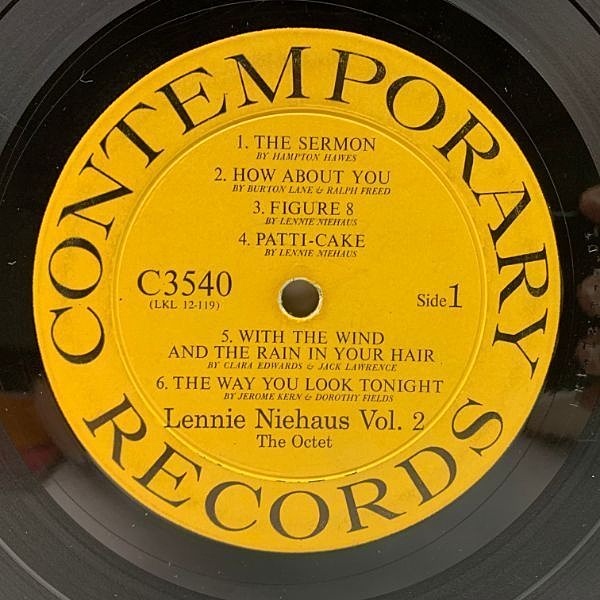 CONTEMPORARY
1. THE SERMON
BY HAMPTON HAWES
2. HOW ABOUT YOU
BY BURTON LANE & RALPH FREED
3. FIGURE 8
BY LENNIE NIEHAUS
4. PATTI-CAKE
BY LENNIE NIEHAUS
C3540
(LKL 12-119)
Side 1
5. WITH THE WIND
AND THE RAIN IN YOUR HAIR
BY CLARA EDWARDS & JACK LAWRENCE
6. THE WAY YOU LOOK TONIGHT
BY JEROME KERN & DOROTHY FIELDS
Lennie Niehaus Vol. 2
The Octet
RECORDS